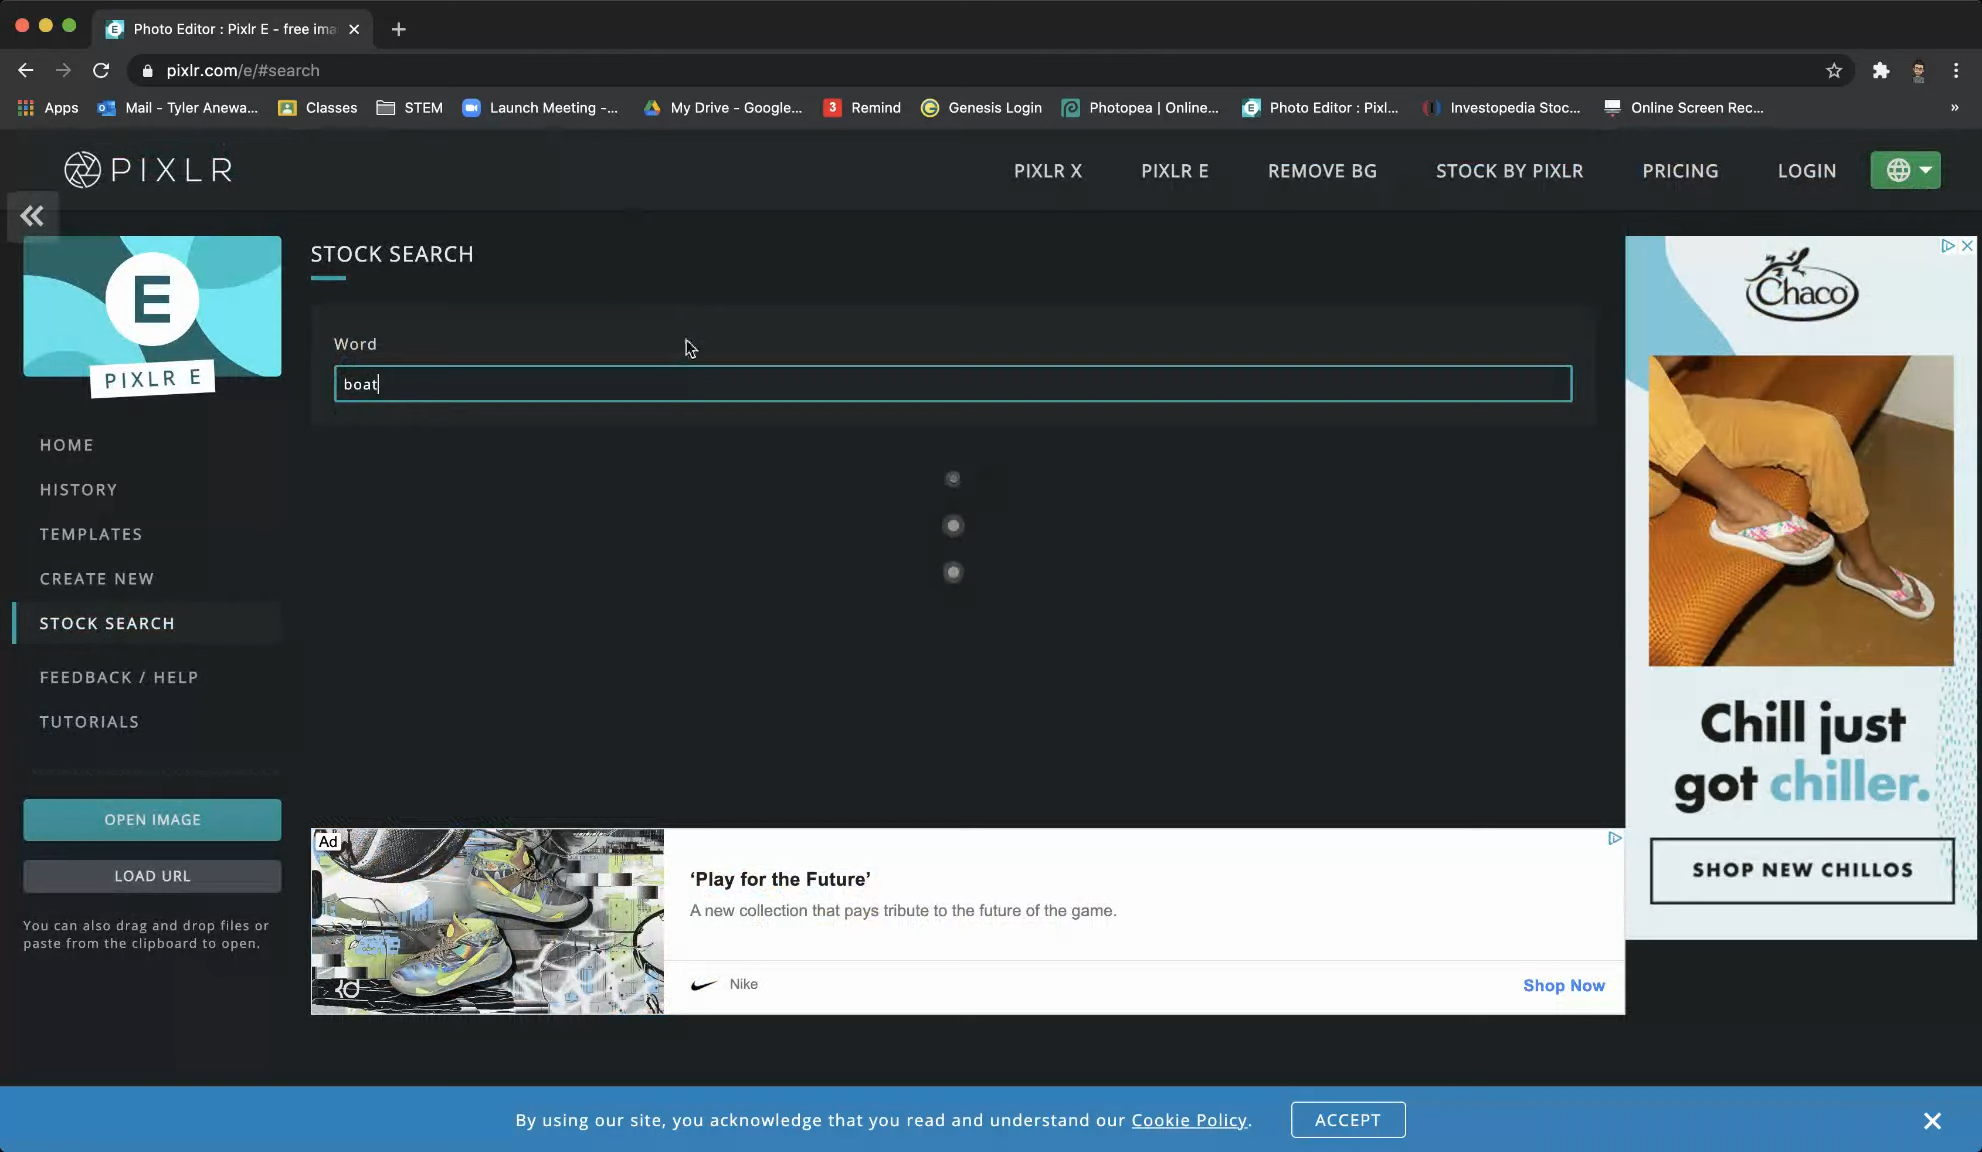 Photo Editor : Pixlr E - free ima
pixlr.com/e/#search
Apps
Mail - Tyler Anewa...
Classes
STEM
Launch Meeting -...
My Drive - Google...
3
Remind
Genesis Login
Photopea | Online...
Photo Editor : Pixl...
Investopedia Stoc...
Online Screen Rec...
»
PIXLR
PIXLR X
PIXLR E
REMOVE BG
STOCK BY PIXLR
PRICING
LOGIN
E
PIXLR E
HOME
HISTORY
TEMPLATES
CREATE NEW
STOCK SEARCH
FEEDBACK / HELP
TUTORIALS
OPEN IMAGE
LOAD URL
You can also drag and drop files or
paste from the clipboard to open.
STOCK SEARCH
Word
boat
Ad
‘Play for the Future’
A new collection that pays tribute to the future of the game.
Nike
Shop Now
Chaco
Chill just
got chiller.
SHOP NEW CHILLOS
By using our site, you acknowledge that you read and understand our Cookie Policy.
ACCEPT